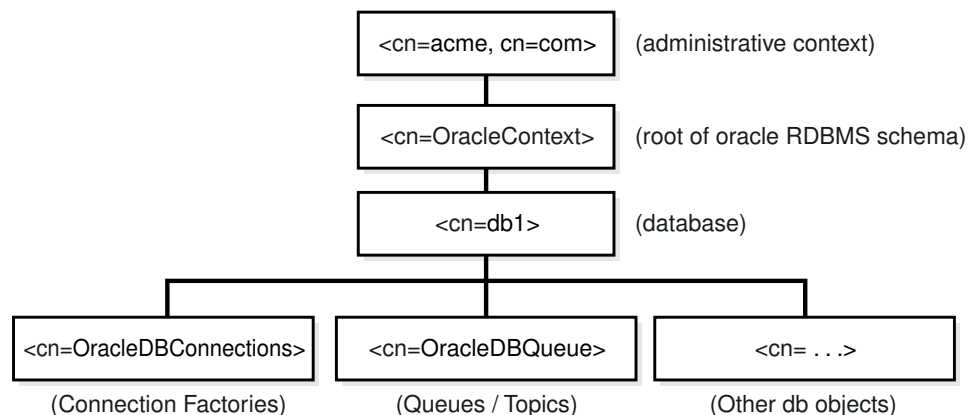 <cn=acme, cn=com> (administrative context)
<cn=OracleContext> (root of oracle RDBMS schema)
<cn=db1> (database)
<cn=OracleDBConnections> <cn=OracleDBQueue> <cn= . . .>
(Connection Factories) (Queues / Topics) (Other db objects)